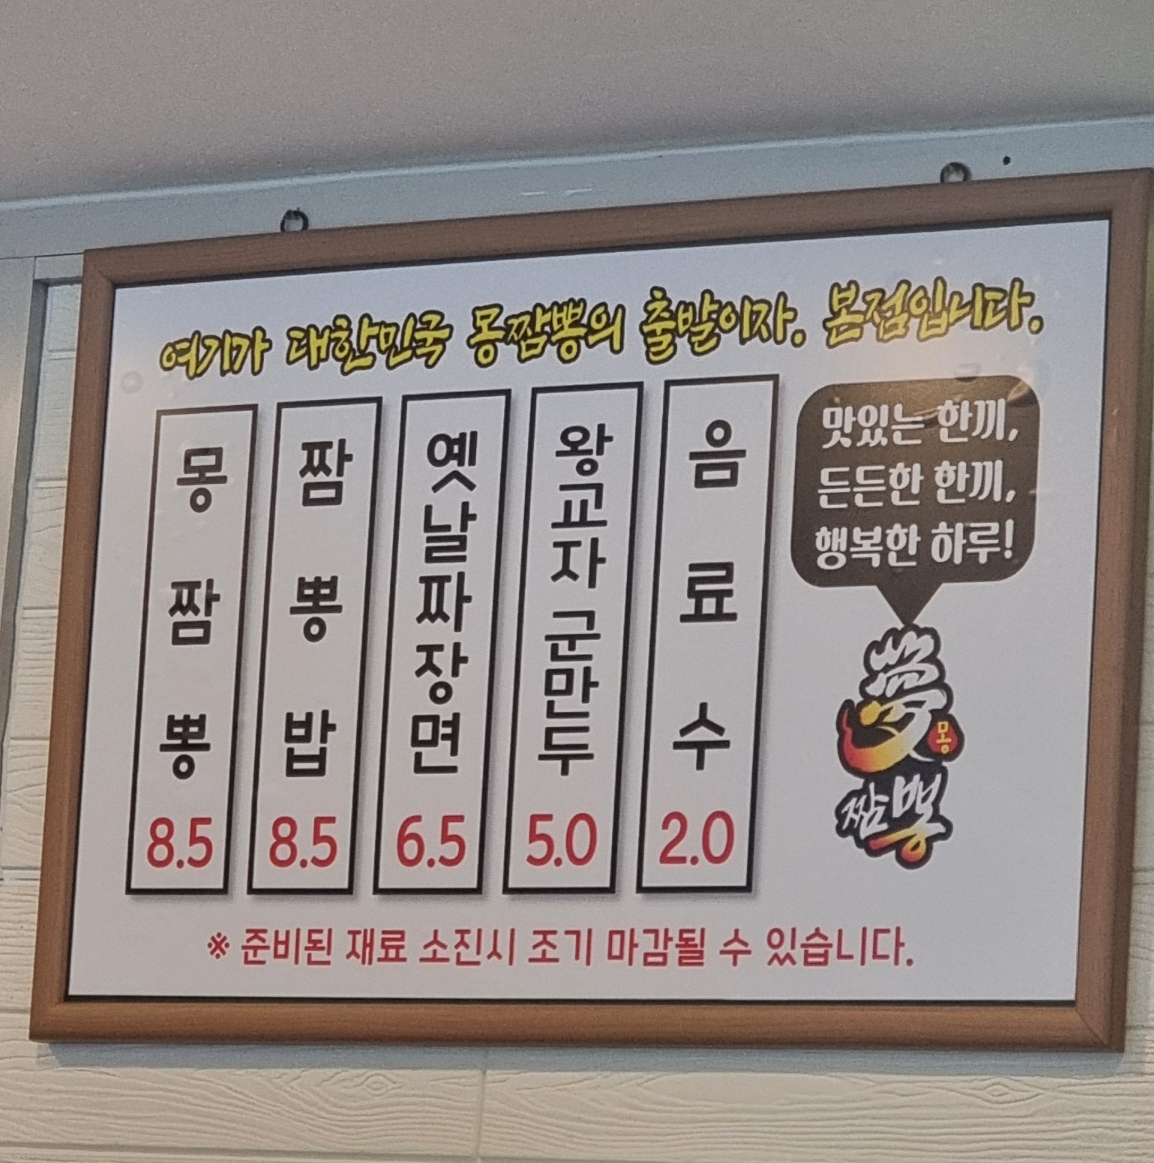 여기가 대한민국 몽짬뽕의 출발이자. 본점입니다.
몽짬뽕 8.5
짬뽕밥 8.5
옛날짜장면 6.5
왕교자 군만두 5.0
음료수 2.0
맛있는 한끼,
든든한 한끼,
행복한 하루!
夢
몽
짬뽕
※ 준비된 재료 소진시 조기 마감될 수 있습니다.